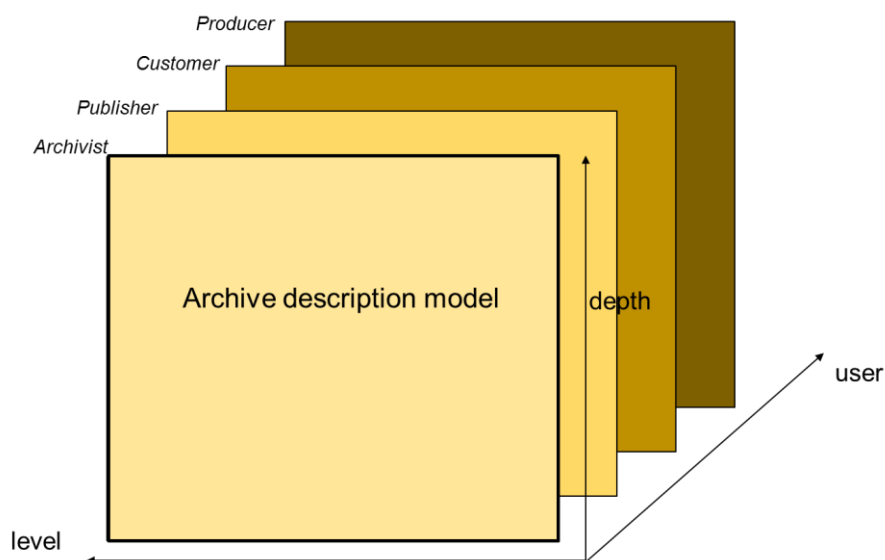 Producer
Customer
Publisher
Archivist
Archive description model
depth
user
level